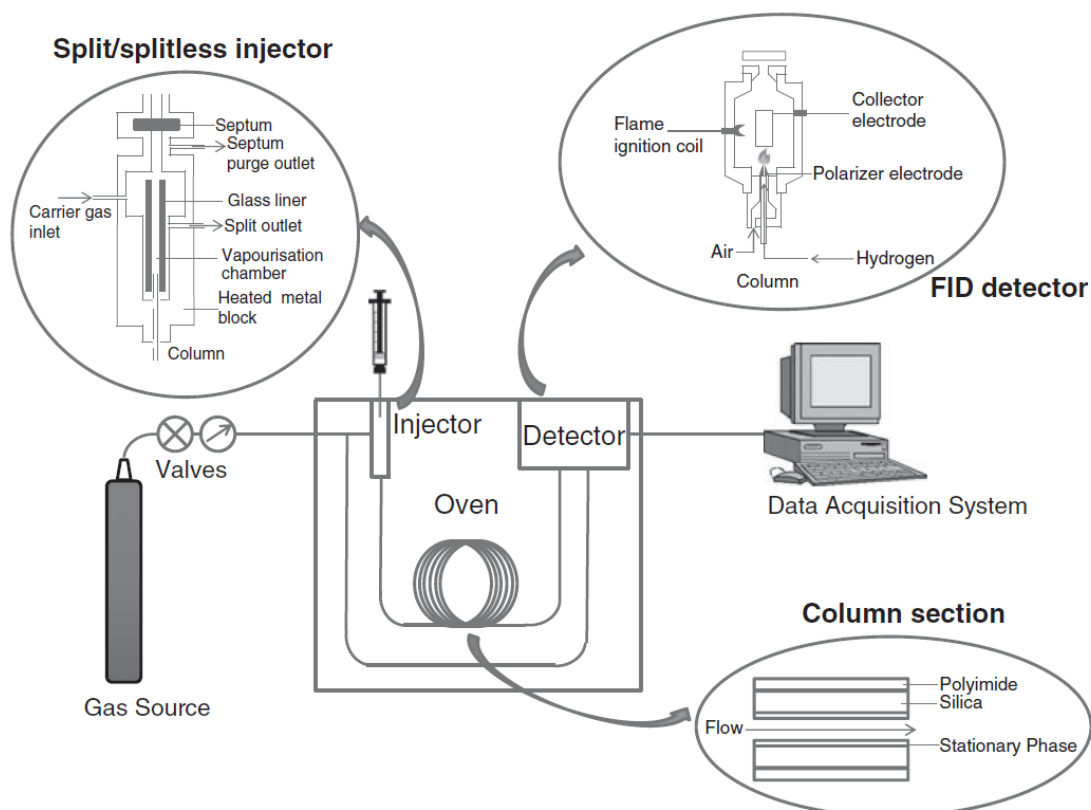 Split/splitless injector
Septum
Septum
purge outlet
Carrier gas
inlet
Glass liner
Split outlet
Vapourisation
chamber
Heated metal
block
Column
Flame
ignition coil
Collector
electrode
Polarizer electrode
Air
Hydrogen
Column
FID detector
Injector
Detector
Valves
Oven
Data Acquisition System
Gas Source
Column section
Polyimide
Silica
Flow
Stationary Phase